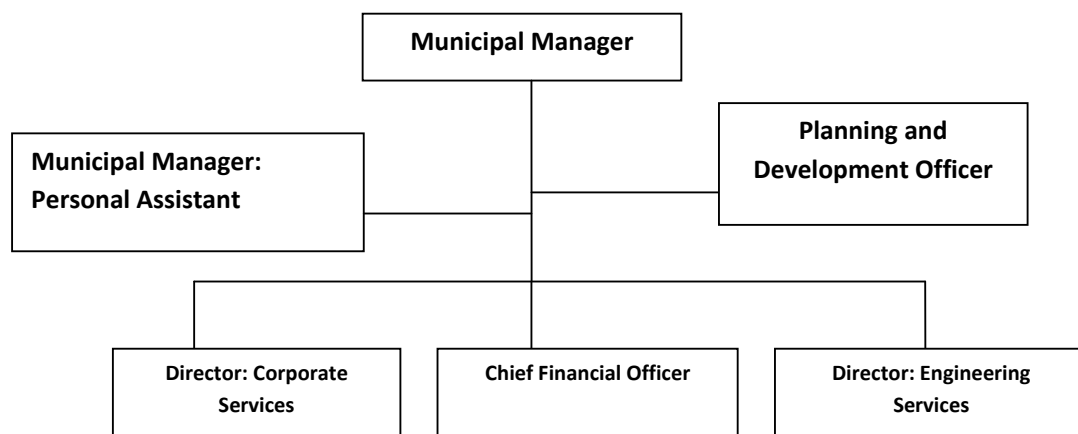 Municipal Manager
Municipal Manager:
Personal Assistant
Planning and
Development Officer
Director: Corporate
Services
Chief Financial Officer
Director: Engineering
Services